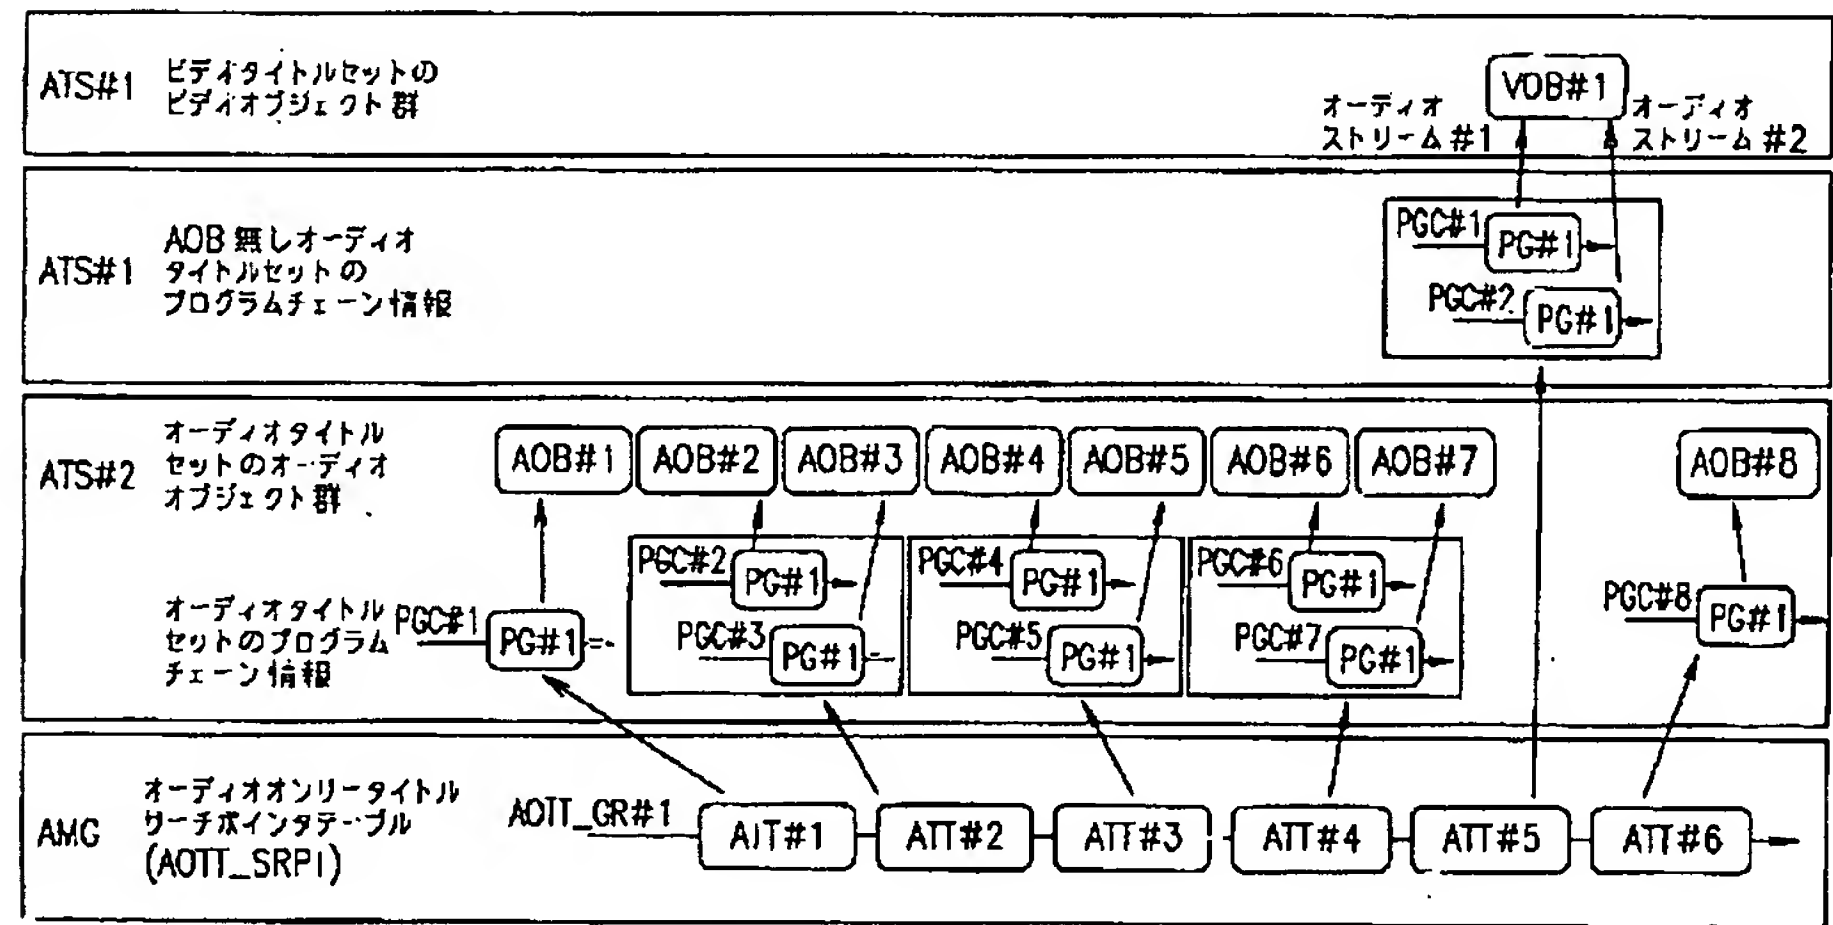 ATS#1
ビデオタイトルセットの
ビデオオブジェクト群
VOB#1
オーディオ
ストリーム#1
オーディオ
ストリーム#2
ATS#1
AOB無しオーディオ
タイトルセットの
プログラムチェーン情報
PGC#1
PG#1
PGC#2
PG#1
ATS#2
オーディオタイトル
セットのオーディオ
オブジェクト群
AOB#1
AOB#2
AOB#3
AOB#4
AOB#5
AOB#6
AOB#7
AOB#8
オーディオタイトル
セットのプログラム
チェーン情報
PGC#1
PG#1
PGC#2
PG#1
PGC#3
PG#1
PGC#4
PG#1
PGC#5
PG#1
PGC#6
PG#1
PGC#7
PG#1
PGC#8
PG#1
AMG
オーディオオンリータイトル
サーチポインタテーブル
(AOTT_SRPI)
AOTT_GR#1
ATT#1
ATT#2
ATT#3
ATT#4
ATT#5
ATT#6